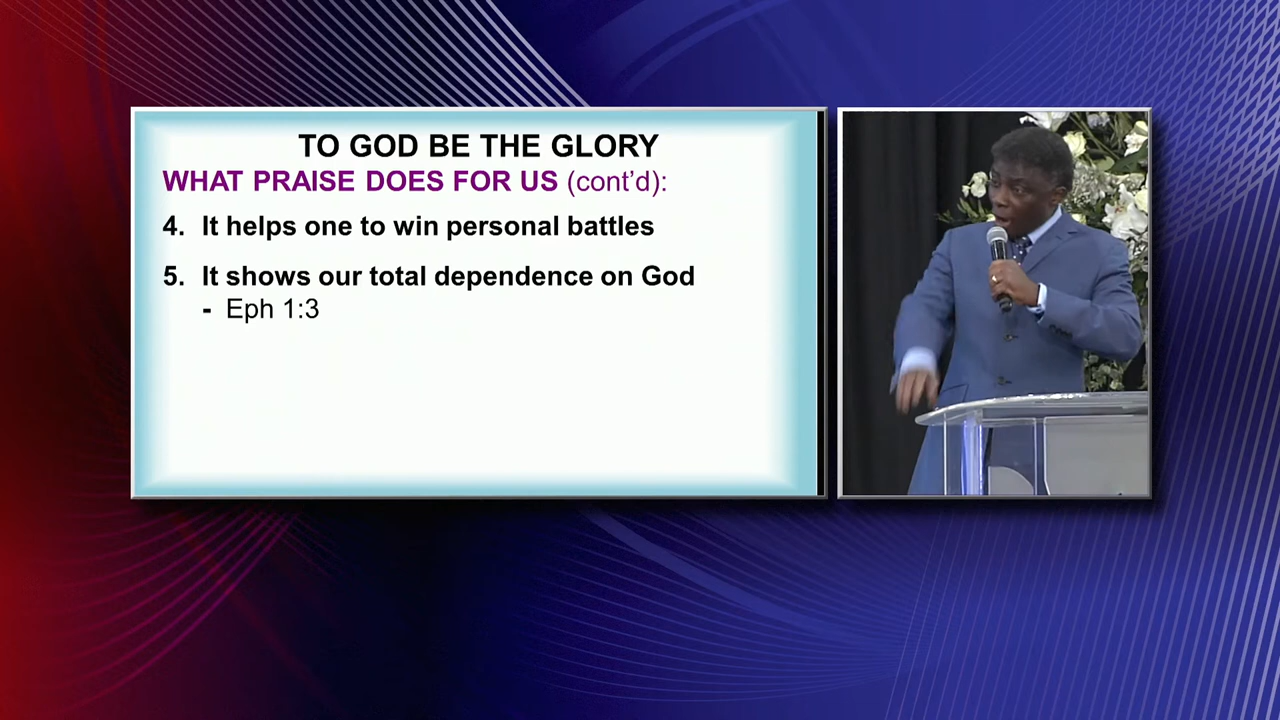 TO GOD BE THE GLORY
WHAT PRAISE DOES FOR US (cont’d):
4. It helps one to win personal battles
5. It shows our total dependence on God
- Eph 1:3